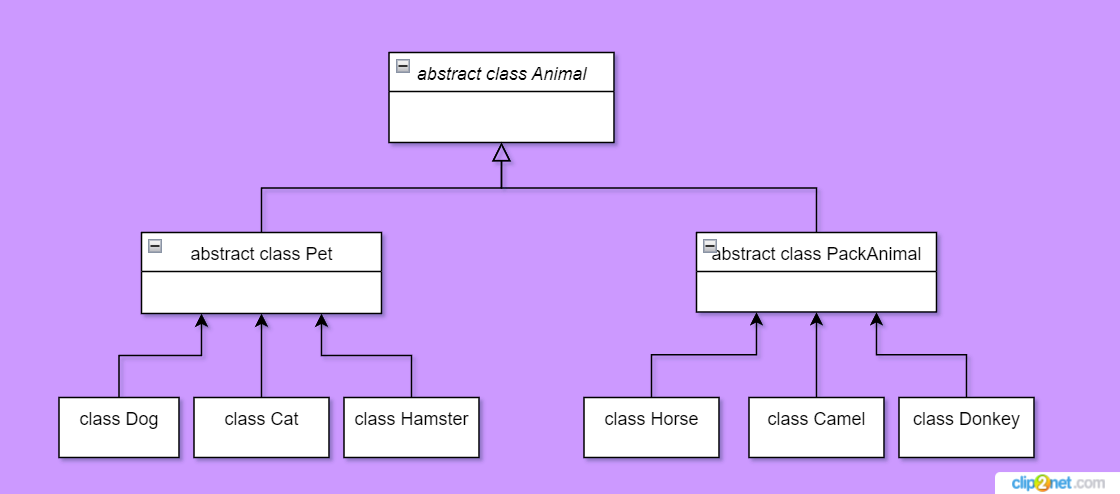 abstract class Animal
abstract class Pet
abstract class PackAnimal
class Dog
class Cat
class Hamster
class Horse
class Camel
class Donkey
clip2net.com